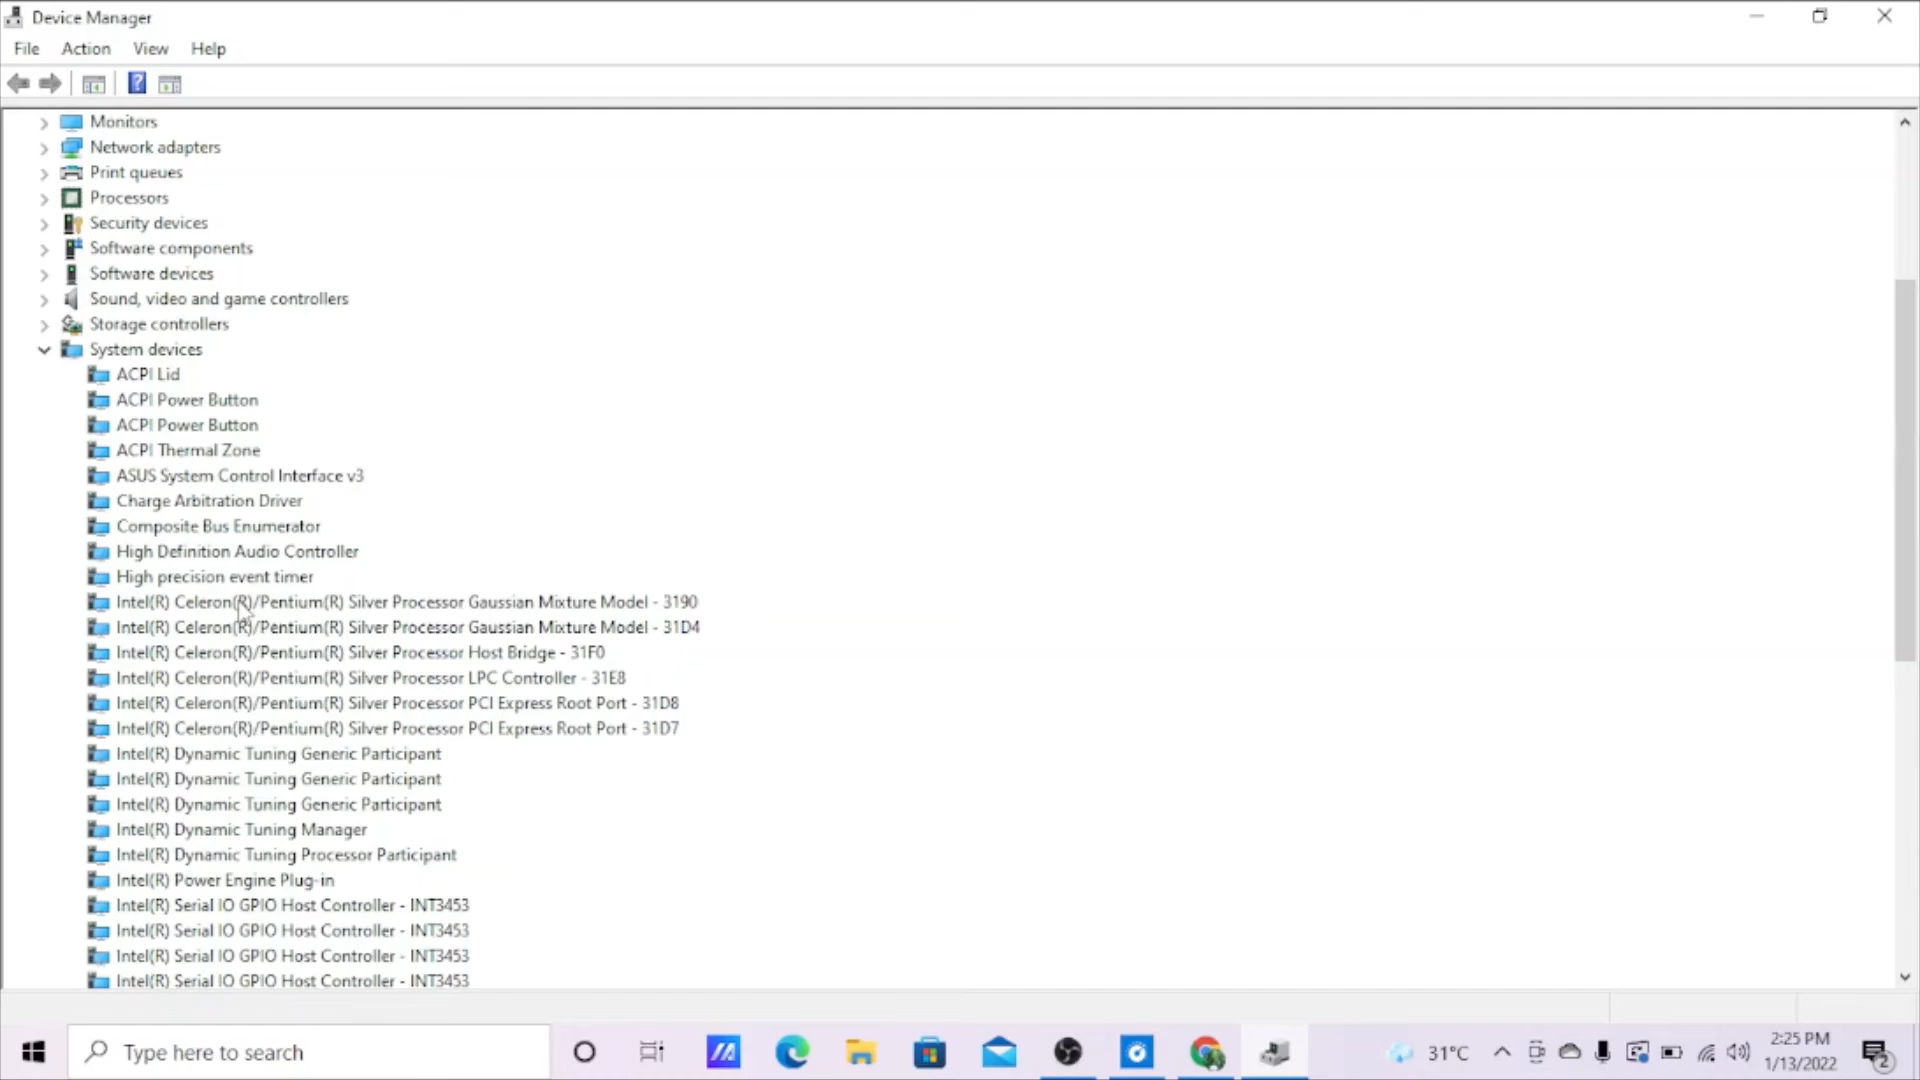 Device Manager
File Action View Help
Monitors
Network adapters
Print queues
Processors
Security devices
Software components
Software devices
Sound, video and game controllers
Storage controllers
System devices
ACPI Lid
ACPI Power Button
ACPI Power Button
ACPI Thermal Zone
ASUS System Control Interface v3
Charge Arbitration Driver
Composite Bus Enumerator
High Definition Audio Controller
High precision event timer
Intel(R) Celeron(R)/Pentium(R) Silver Processor Gaussian Mixture Model - 3190
Intel(R) Celeron(R)/Pentium(R) Silver Processor Gaussian Mixture Model - 31D4
Intel(R) Celeron(R)/Pentium(R) Silver Processor Host Bridge - 31F0
Intel(R) Celeron(R)/Pentium(R) Silver Processor LPC Controller - 31E8
Intel(R) Celeron(R)/Pentium(R) Silver Processor PCI Express Root Port - 31D8
Intel(R) Celeron(R)/Pentium(R) Silver Processor PCI Express Root Port - 31D7
Intel(R) Dynamic Tuning Generic Participant
Intel(R) Dynamic Tuning Generic Participant
Intel(R) Dynamic Tuning Generic Participant
Intel(R) Dynamic Tuning Manager
Intel(R) Dynamic Tuning Processor Participant
Intel(R) Power Engine Plug-in
Intel(R) Serial IO GPIO Host Controller - INT3453
Intel(R) Serial IO GPIO Host Controller - INT3453
Intel(R) Serial IO GPIO Host Controller - INT3453
Intel(R) Serial IO GPIO Host Controller - INT3453
Type here to search
31°C
2:25 PM
1/13/2022
2